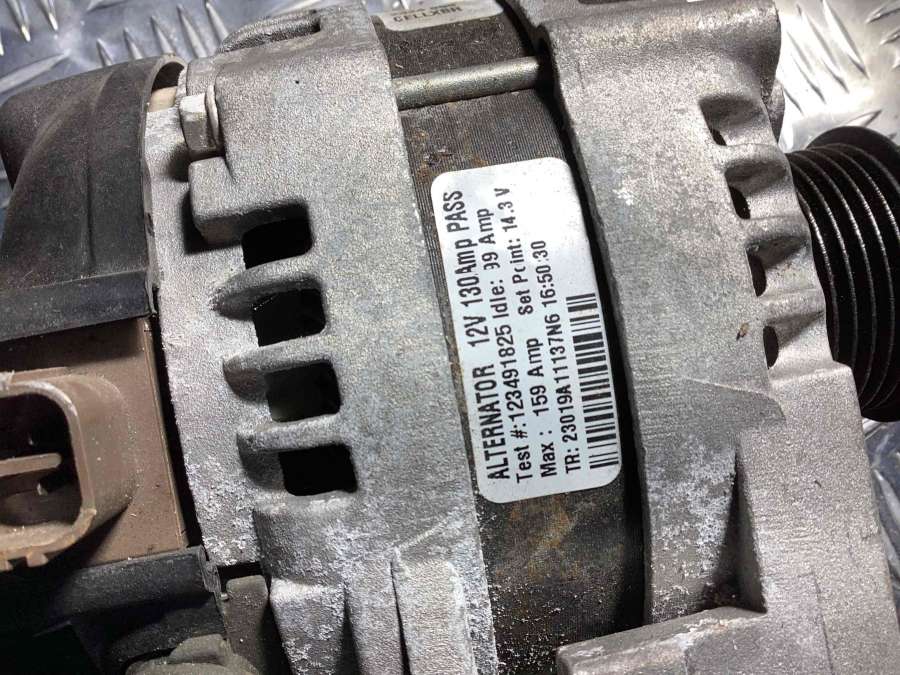 ALTERNATOR 12V 130Amp PASS
Test #: 123491825 Idle: 99 Amp
Max: 159 Amp Set Point: 14.3 V
TR: 23019A11137N6 16:50:30